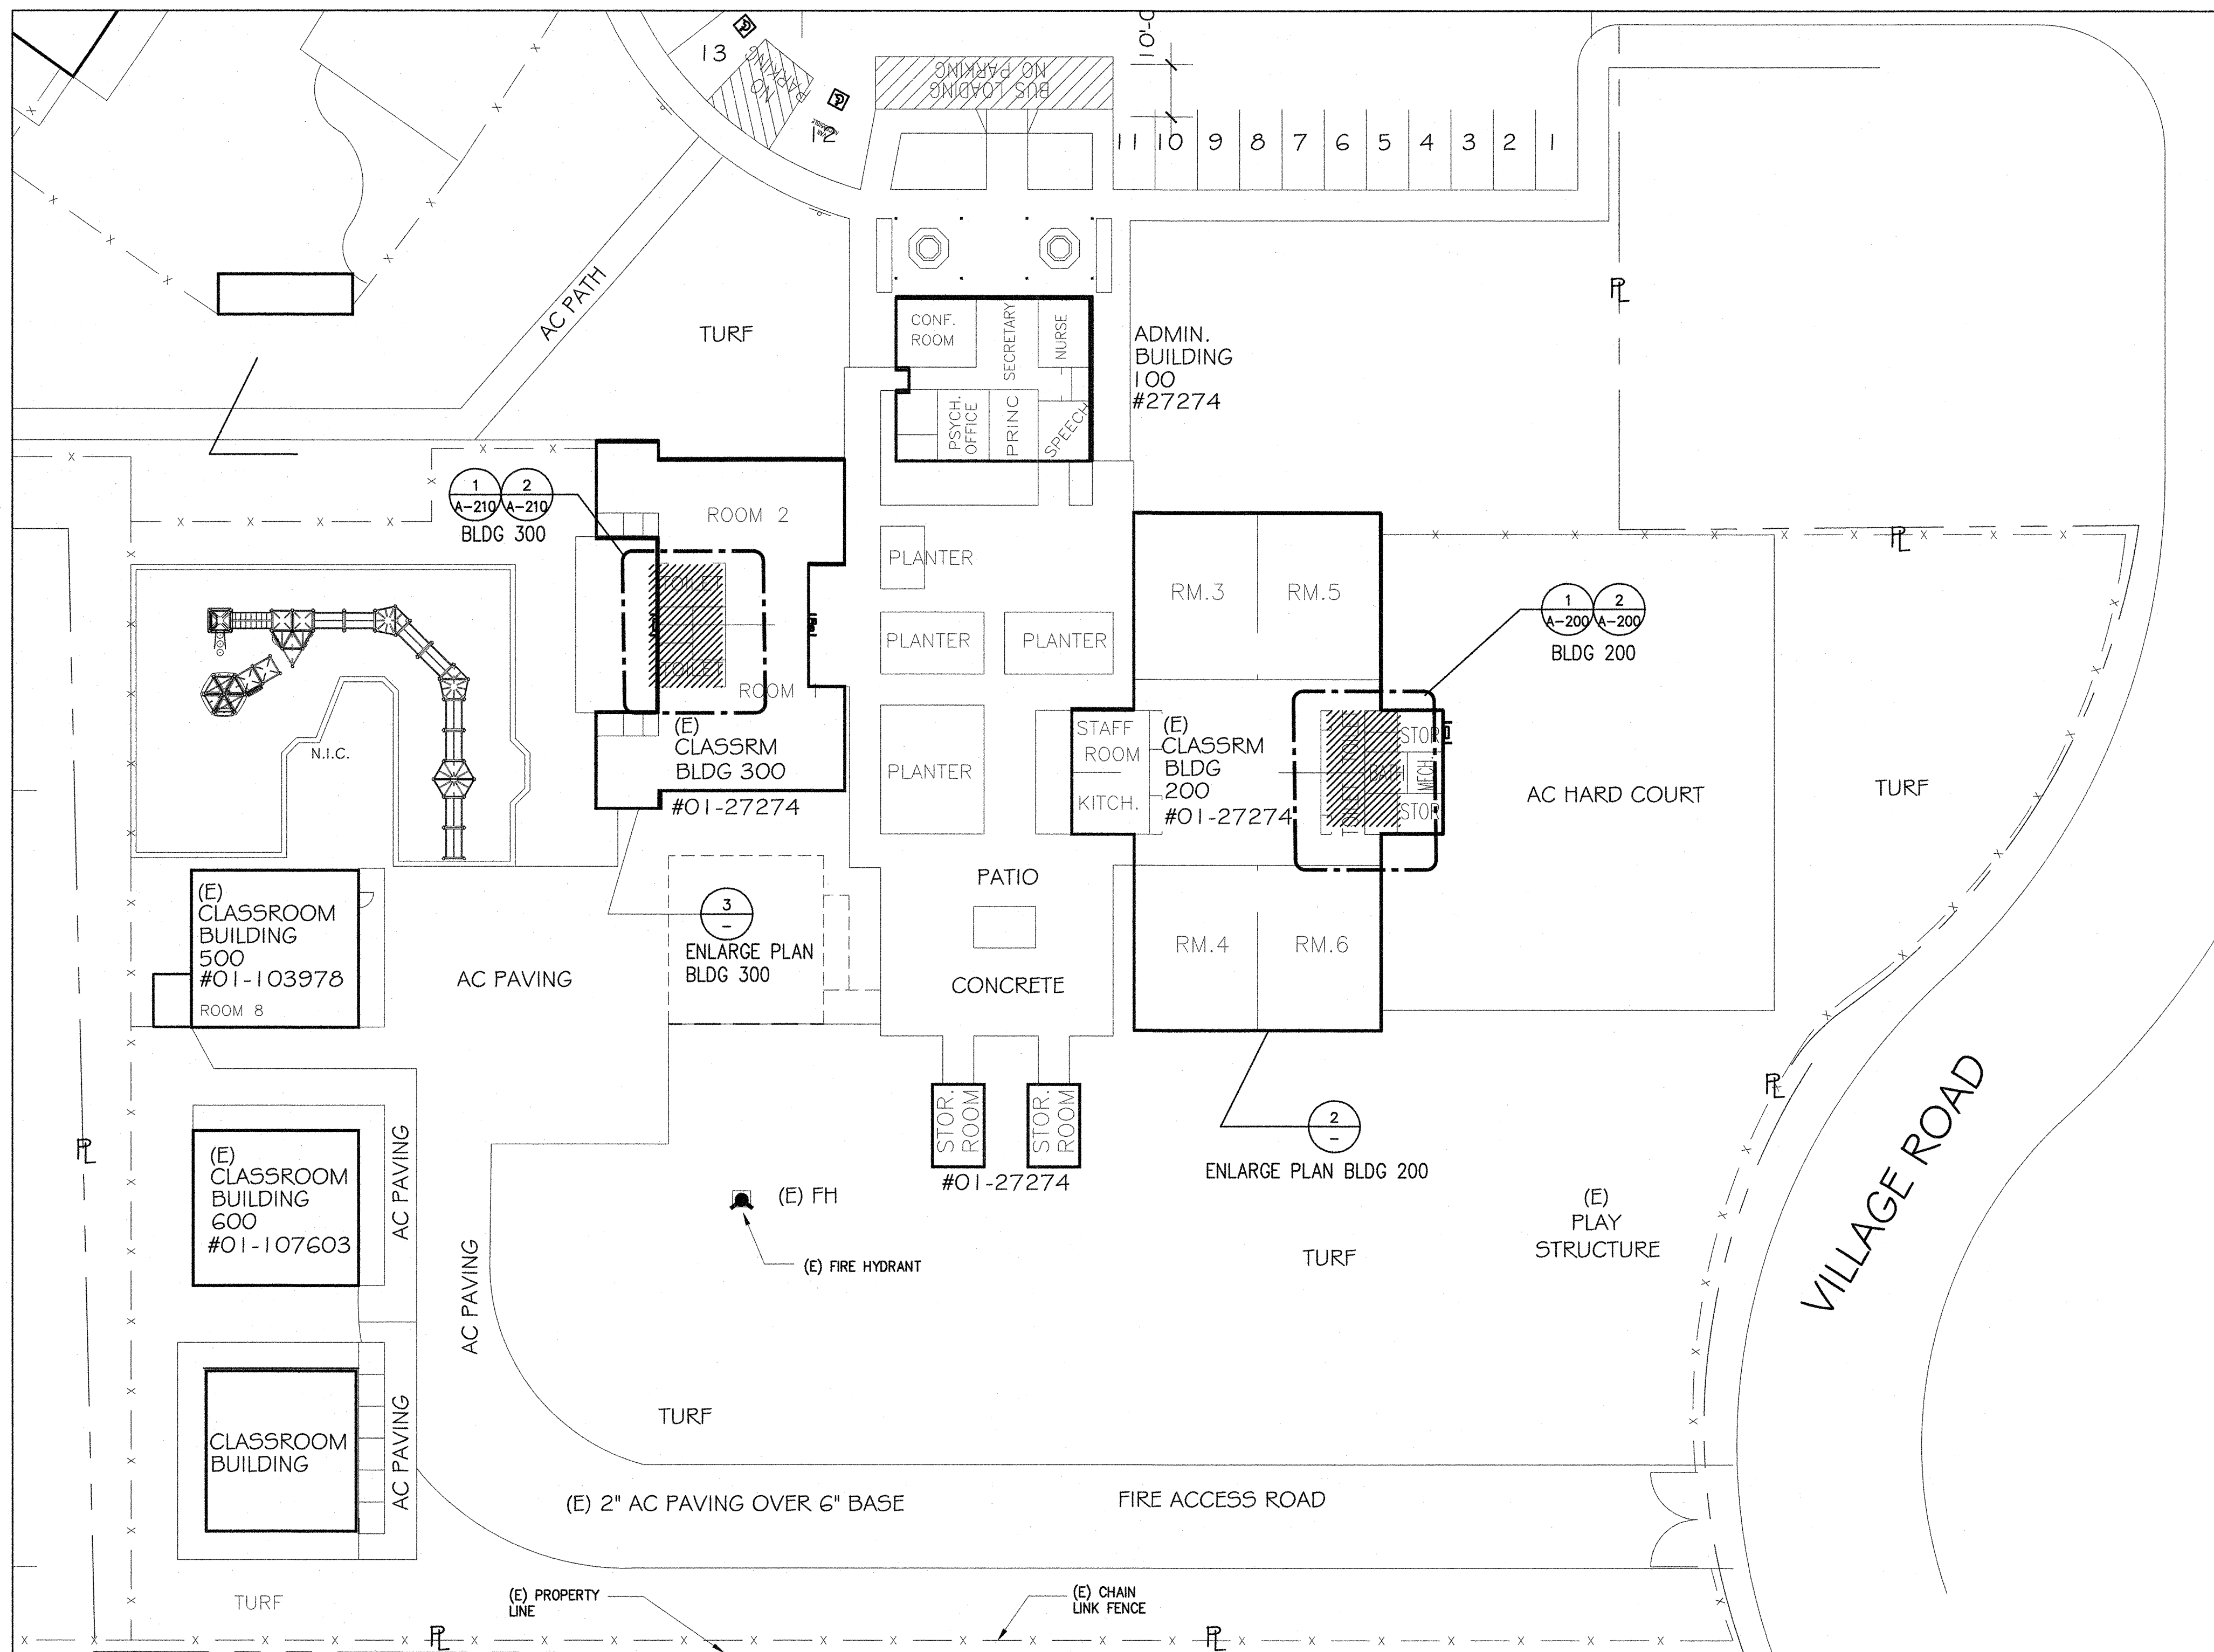 13
NO
PARKING
12
BUS LOADING
NO PARKING
10'-0
11 10 9 8 7 6 5 4 3 2 1
AC PATH
TURF
CONF.
ROOM
SECRETARY
NURSE
PSYCH.
OFFICE
PRINC
SPEECH
ADMIN.
BUILDING
100
#27274
PL
1
A-210
2
A-210
BLDG 300
ROOM 2
TOILET
TOILET
ROOM 1
(E)
CLASSRM
BLDG 300
#01-27274
PLANTER
PLANTER
PLANTER
PLANTER
RM.3
RM.5
STAFF
ROOM
KITCH.
(E)
CLASSRM
BLDG
200
#01-27274
TOILET
TOILET
BATH
STOR
MECH.
STOR
RM.4
RM.6
1
A-200
2
A-200
BLDG 200
PL
AC HARD COURT
TURF
N.I.C.
(E)
CLASSROOM
BUILDING
500
#01-103978
ROOM 8
AC PAVING
3
–
ENLARGE PLAN
BLDG 300
PATIO
CONCRETE
STOR.
ROOM
STOR.
ROOM
#01-27274
2
–
ENLARGE PLAN BLDG 200
PL
VILLAGE ROAD
PL
(E)
CLASSROOM
BUILDING
600
#01-107603
AC PAVING
AC PAVING
(E) FH
(E) FIRE HYDRANT
TURF
(E)
PLAY
STRUCTURE
CLASSROOM
BUILDING
AC PAVING
TURF
(E) 2" AC PAVING OVER 6" BASE
FIRE ACCESS ROAD
TURF
(E) PROPERTY
LINE
(E) CHAIN
LINK FENCE
PL
PL